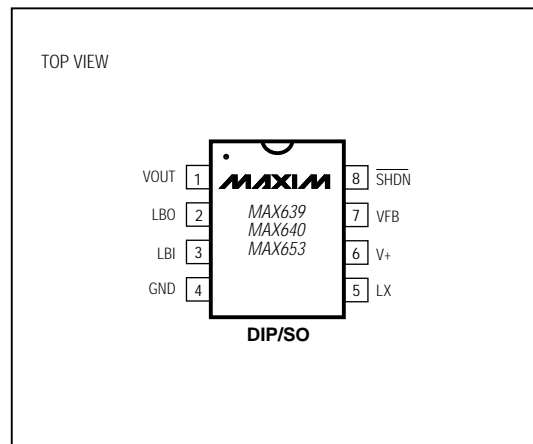 TOP VIEW
VOUT 1 MAXIM 8 SHDN
LBO 2 MAX639 7 VFB
MAX640
LBI 3 MAX653 6 V+
GND 4 5 LX
DIP/SO